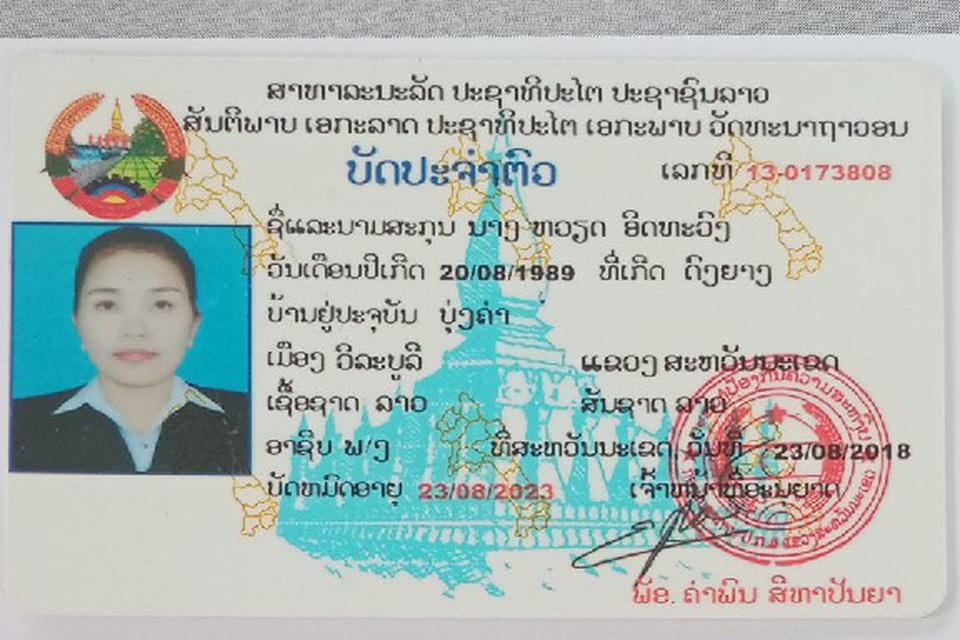 ສາທາລະນະລັດ ປະຊາທິປະໄຕ ປະຊາຊົນລາວ
ສັນຕິພາບ ເອກະລາດ ປະຊາທິປະໄຕ ເອກະພາບ ວັດທະນາຖາວອນ
ບັດປະຈຳຕົວ ເລກທີ 13-0173808
ຊື່ແລະນາມສະກຸນ ນາງ ຫວຽດ ອິດທະວົງ
ວັນເດືອນປີເກີດ 20/08/1989 ທີ່ເກີດ ດົງຍາງ
ບ້ານຢູ່ປະຈຸບັນ ບຸ່ງຄຳ
ເມືອງ ວິລະບູລີ ແຂວງ ສະຫວັນນະເຂດ
ເຊື້ອຊາດ ລາວ ສັນຊາດ ລາວ
ອາຊິບ ພ/ງ ທີ່ສະຫວັນນະເຂດ, ວັນທີ 23/08/2018
ບັດຫມົດອາຍຸ 23/08/2023 ເຈົ້າຫນ້າທີ່ອະນຸຍາດ
ພັອ. ຄຳພົນ ສີຫາປັນຍາ